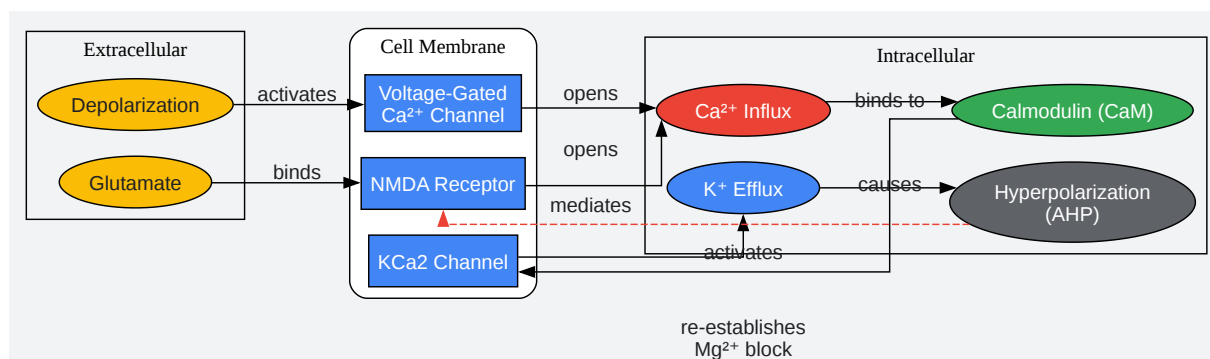 Extracellular
Depolarization
Glutamate
activates
binds
Cell Membrane
Voltage-Gated
Ca²⁺ Channel
NMDA Receptor
KCa2 Channel
opens
opens
mediates
Intracellular
Ca²⁺ Influx
binds to
Calmodulin (CaM)
K⁺ Efflux
causes
Hyperpolarization
(AHP)
activates
re-establishes
Mg²⁺ block